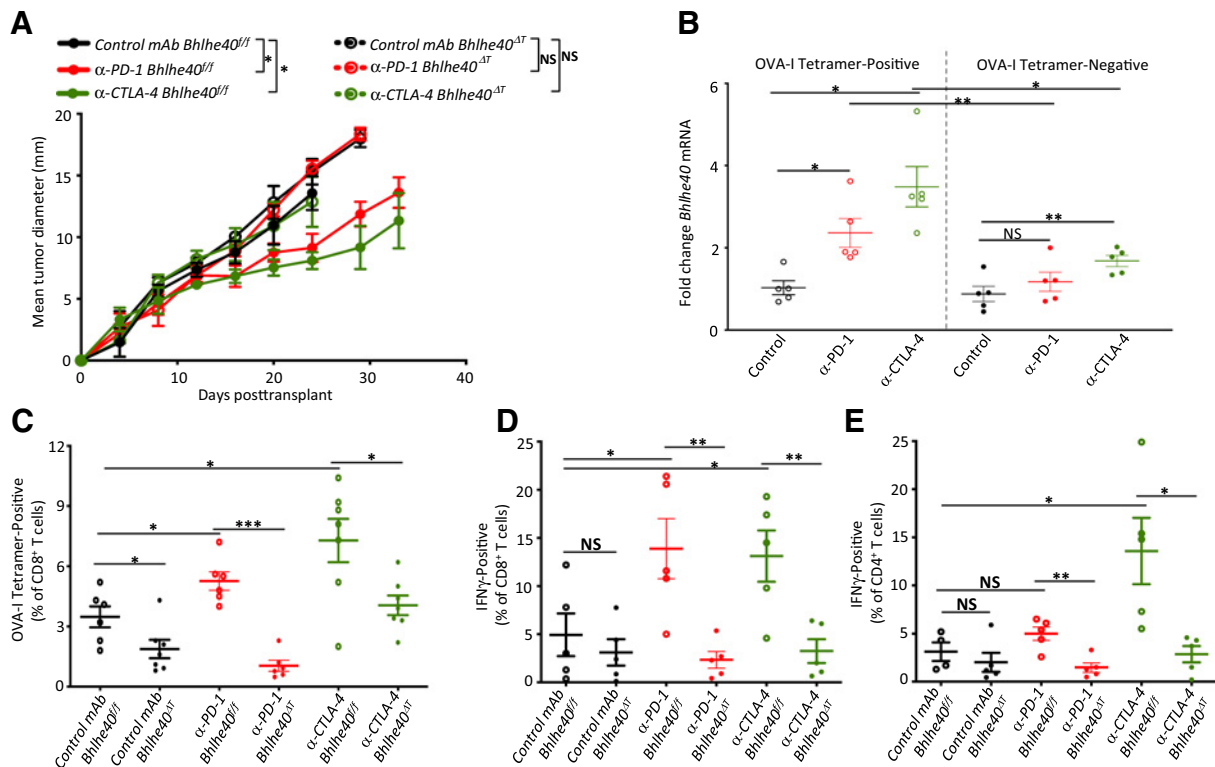 A
Control mAb Bhlhe40f/f
α-PD-1 Bhlhe40f/f
α-CTLA-4 Bhlhe40f/f
*
*
Control mAb Bhlhe40ΔT
α-PD-1 Bhlhe40ΔT
α-CTLA-4 Bhlhe40ΔT
NS
NS
Mean tumor diameter (mm)
20
15
10
5
0
0
10
20
30
40
Days posttransplant
B
OVA-I Tetramer-Positive
OVA-I Tetramer-Negative
Fold change Bhlhe40 mRNA
6
4
2
0
*
*
**
*
*
NS
**
Control
α-PD-1
α-CTLA-4
Control
α-PD-1
α-CTLA-4
C
OVA-I Tetramer-Positive
(% of CD8+ T cells)
12
9
6
3
0
*
*
*
***
*
Control mAb
Bhlhe40f/f
Control mAb
Bhlhe40ΔT
α-PD-1
Bhlhe40f/f
α-PD-1
Bhlhe40ΔT
α-CTLA-4
Bhlhe40f/f
α-CTLA-4
Bhlhe40ΔT
D
IFNγ-Positive
(% of CD8+ T cells)
25
20
15
10
5
0
*
**
*
**
NS
Control mAb
Bhlhe40f/f
Control mAb
Bhlhe40ΔT
α-PD-1
Bhlhe40f/f
α-PD-1
Bhlhe40ΔT
α-CTLA-4
Bhlhe40f/f
α-CTLA-4
Bhlhe40ΔT
E
IFNγ-Positive
(% of CD4+ T cells)
25
20
15
10
5
0
*
*
NS
**
NS
Control mAb
Bhlhe40f/f
Control mAb
Bhlhe40ΔT
α-PD-1
Bhlhe40f/f
α-PD-1
Bhlhe40ΔT
α-CTLA-4
Bhlhe40f/f
α-CTLA-4
Bhlhe40ΔT